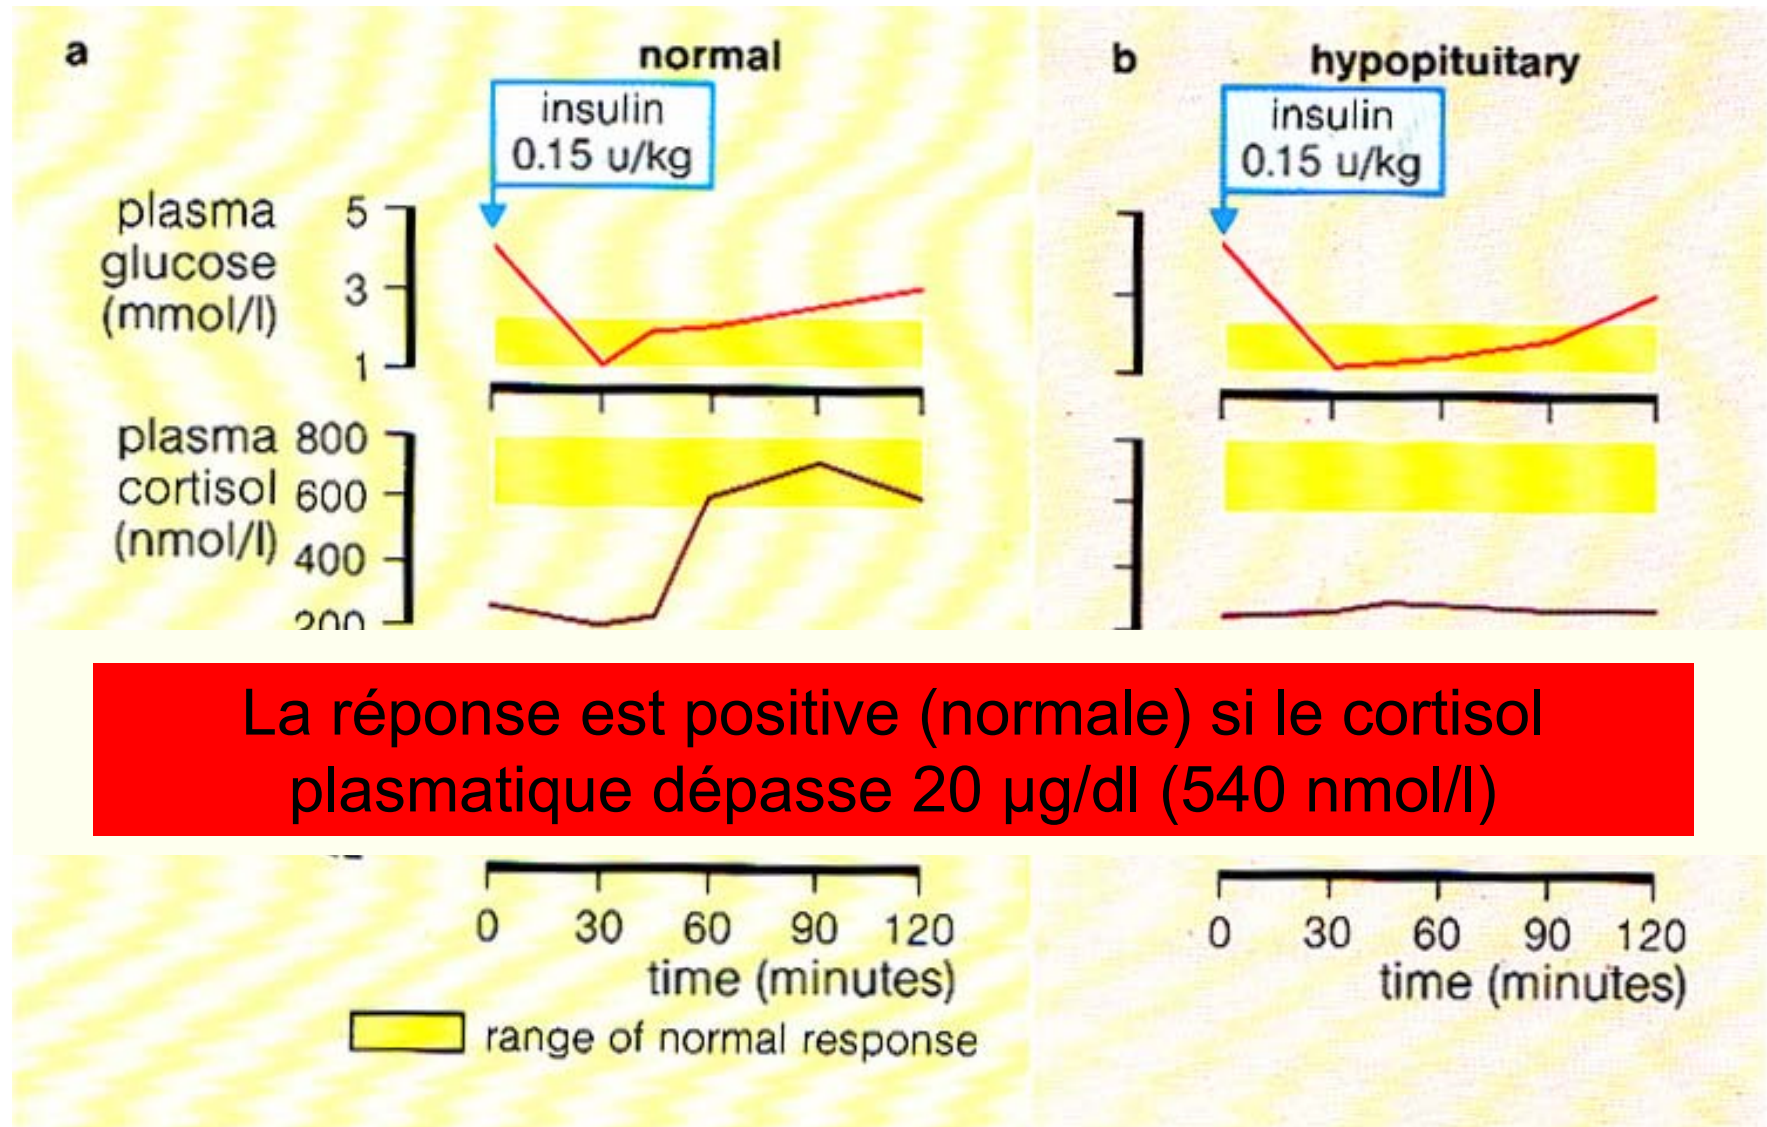 a
normal
b
hypopituitary
insulin
0.15 u/kg
insulin
0.15 u/kg
plasma
glucose
(mmol/l)
5
3
1
plasma
cortisol
(nmol/l)
800
600
400
200
La réponse est positive (normale) si le cortisol
plasmatique dépasse 20 µg/dl (540 nmol/l)
0 30 60 90 120
time (minutes)
0 30 60 90 120
time (minutes)
range of normal response